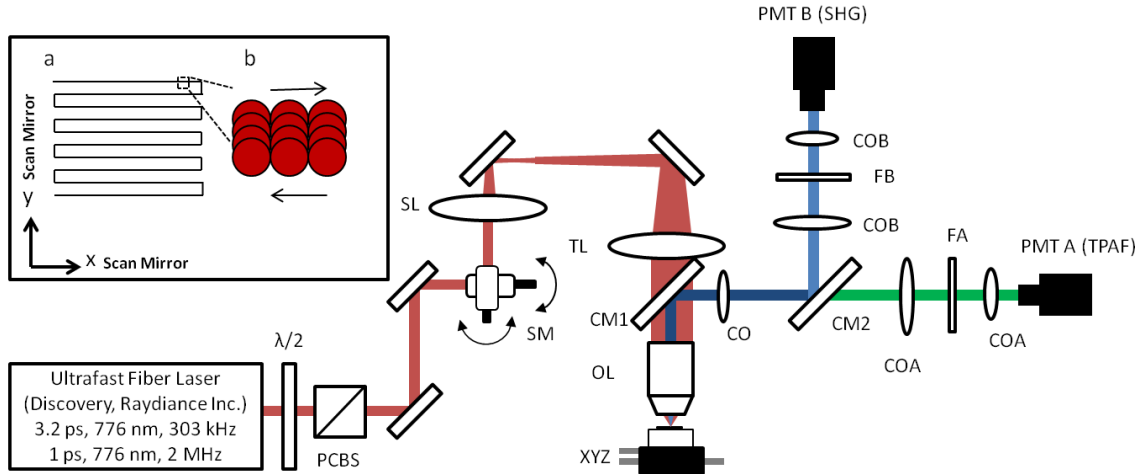 a
b
Scan Mirror
y
x Scan Mirror
PMT B (SHG)
COB
FB
COB
SL
TL
FA
PMT A (TPAF)
SM
CM1
CO
CM2
COA
COA
OL
λ/2
Ultrafast Fiber Laser
(Discovery, Raydiance Inc.)
3.2 ps, 776 nm, 303 kHz
1 ps, 776 nm, 2 MHz
PCBS
XYZ